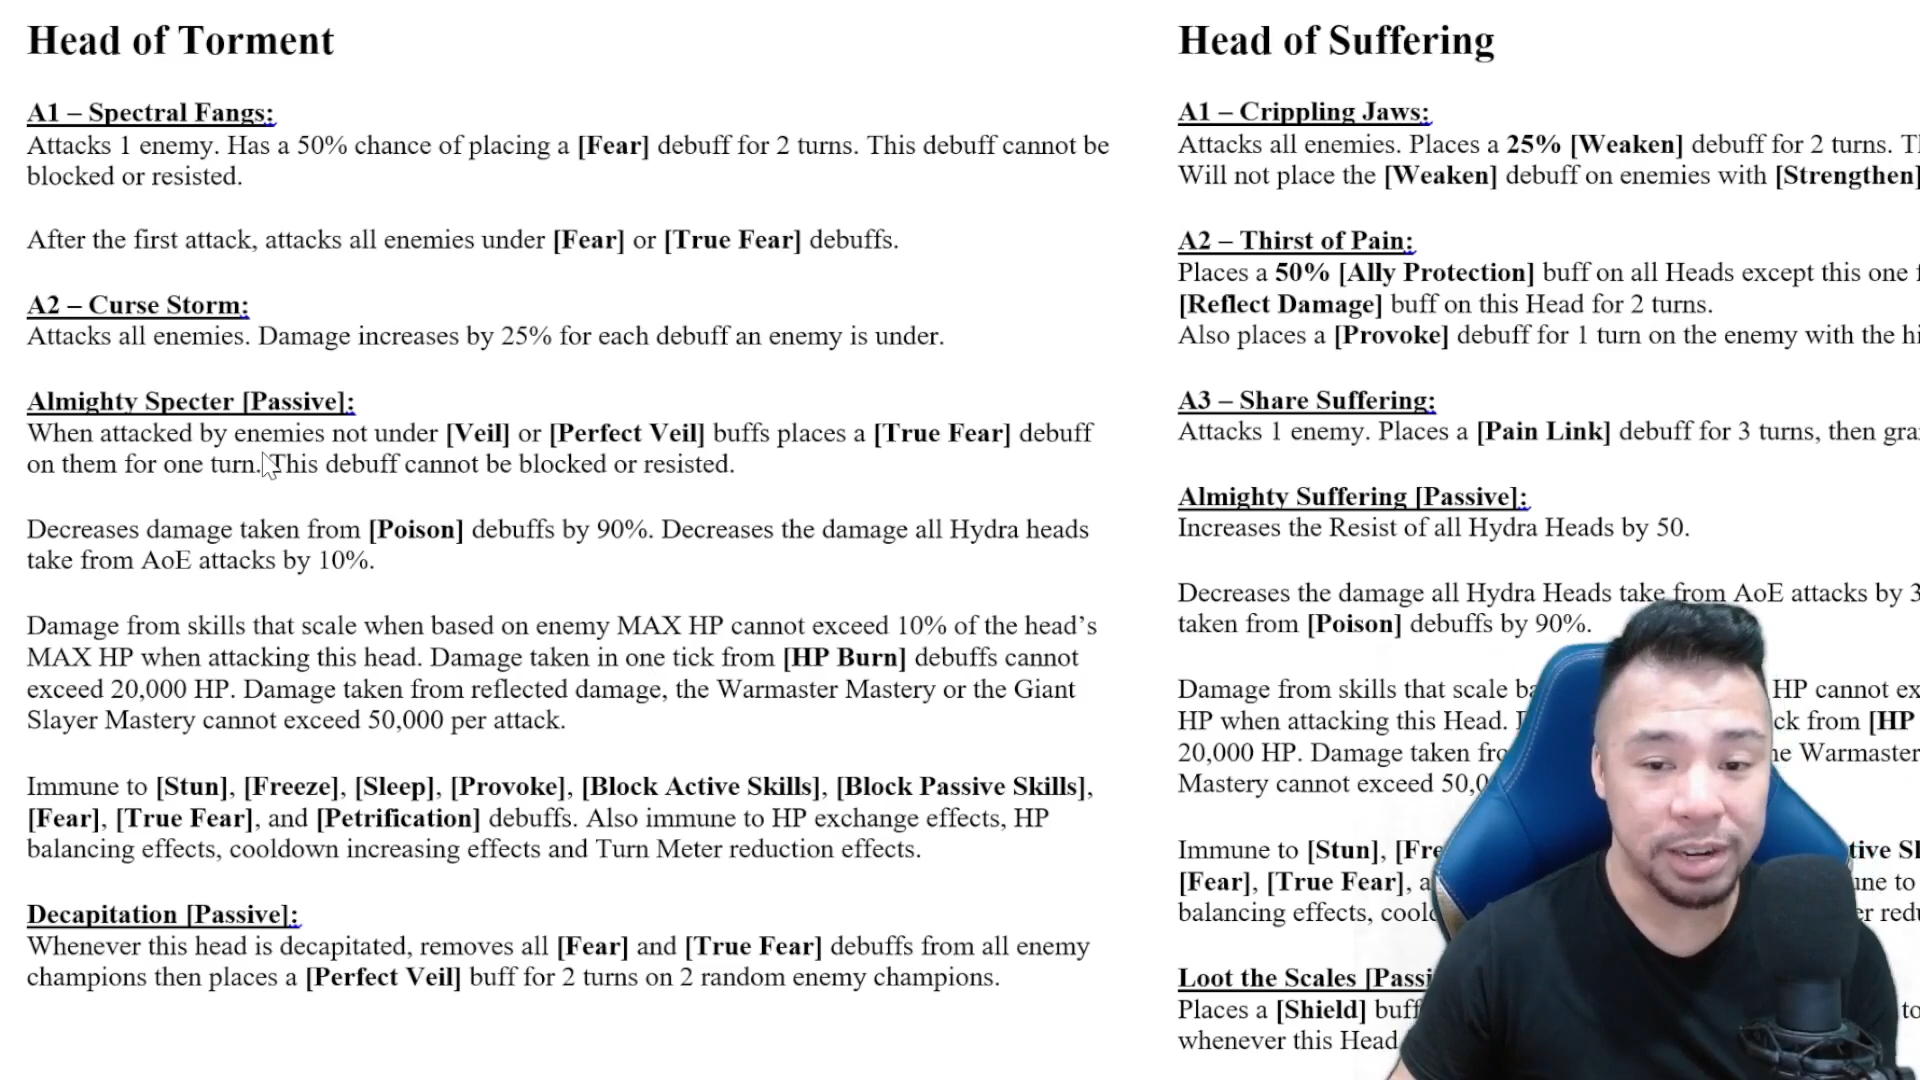 Head of Torment
A1 – Spectral Fangs:
Attacks 1 enemy. Has a 50% chance of placing a [Fear] debuff for 2 turns. This debuff cannot be
blocked or resisted.
After the first attack, attacks all enemies under [Fear] or [True Fear] debuffs.
A2 – Curse Storm:
Attacks all enemies. Damage increases by 25% for each debuff an enemy is under.
Almighty Specter [Passive]:
When attacked by enemies not under [Veil] or [Perfect Veil] buffs places a [True Fear] debuff
on them for one turn. This debuff cannot be blocked or resisted.
Decreases damage taken from [Poison] debuffs by 90%. Decreases the damage all Hydra heads
take from AoE attacks by 10%.
Damage from skills that scale when based on enemy MAX HP cannot exceed 10% of the head’s
MAX HP when attacking this head. Damage taken in one tick from [HP Burn] debuffs cannot
exceed 20,000 HP. Damage taken from reflected damage, the Warmaster Mastery or the Giant
Slayer Mastery cannot exceed 50,000 per attack.
Immune to [Stun], [Freeze], [Sleep], [Provoke], [Block Active Skills], [Block Passive Skills],
[Fear], [True Fear], and [Petrification] debuffs. Also immune to HP exchange effects, HP
balancing effects, cooldown increasing effects and Turn Meter reduction effects.
Decapitation [Passive]:
Whenever this head is decapitated, removes all [Fear] and [True Fear] debuffs from all enemy
champions then places a [Perfect Veil] buff for 2 turns on 2 random enemy champions.
Head of Suffering
A1 – Crippling Jaws:
Attacks all enemies. Places a 25% [Weaken] debuff for 2 turns.
Will not place the [Weaken] debuff on enemies with [Strengthen]
A2 – Thirst of Pain:
Places a 50% [Ally Protection] buff on all Heads except this one
[Reflect Damage] buff on this Head for 2 turns.
Also places a [Provoke] debuff for 1 turn on the enemy with the
A3 – Share Suffering:
Attacks 1 enemy. Places a [Pain Link] debuff for 3 turns, then
Almighty Suffering [Passive]:
Increases the Resist of all Hydra Heads by 50.
Decreases the damage all Hydra Heads take from AoE attacks by
taken from [Poison] debuffs by 90%.
Damage from skills that scale HP cannot
HP when attacking this Head. from [HP
20,000 HP. Damage taken Warmaster
Mastery cannot exceed
Immune to [Stun],
[Fear], [True Fear], to
balancing effects,
Loot the Scales
Places a [Shield]
whenever this Head